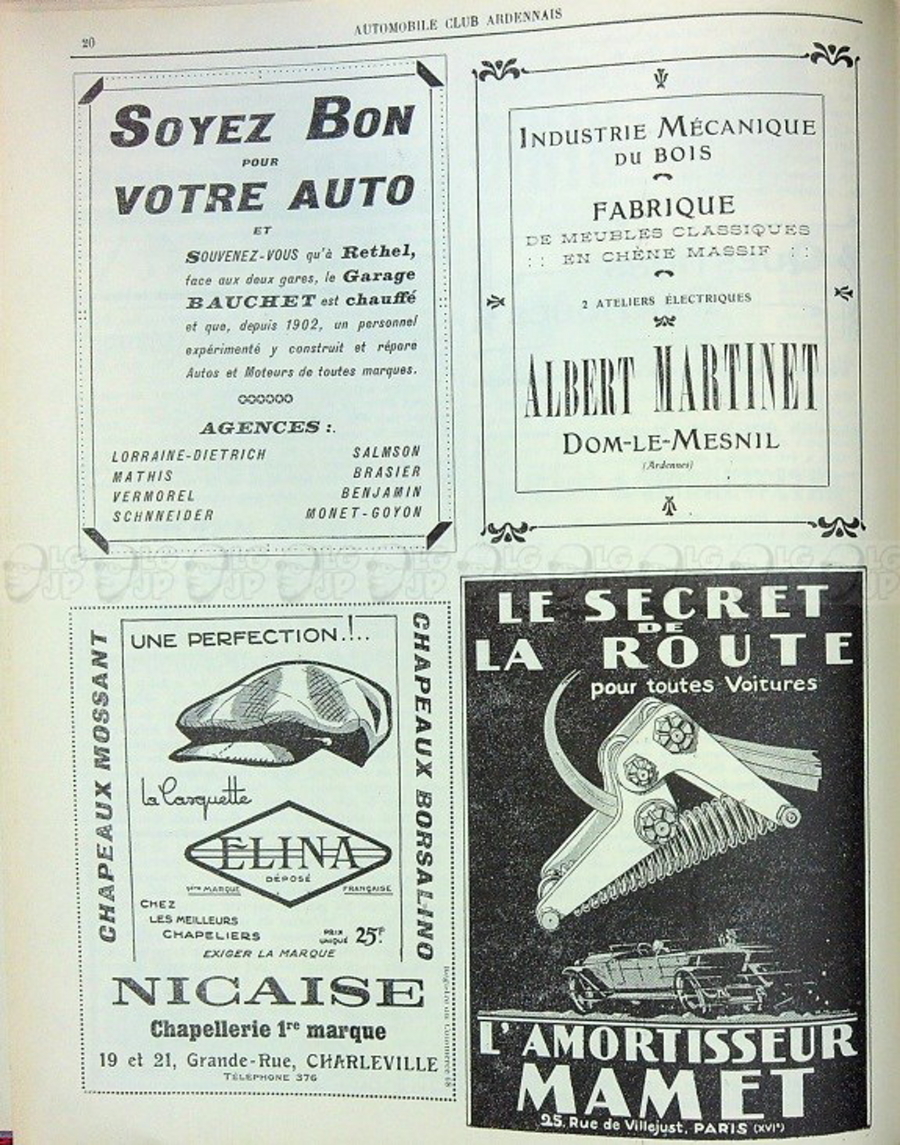 20
AUTOMOBILE CLUB ARDENNAIS
SOYEZ BON
POUR
VOTRE AUTO
ET
SOUVENEZ-VOUS qu'à Rethel,
face aux deux gares, le Garage
BAUCHET est chauffé
et que, depuis 1902, un personnel
expérimenté y construit et répare
Autos et Moteurs de toutes marques.
AGENCES :.
LORRAINE-DIETRICH SALMSON
MATHIS BRASIER
VERMOREL BENJAMIN
SCHNNEIDER MONET-GOYON
INDUSTRIE MÉCANIQUE
DU BOIS
FABRIQUE
DE MEUBLES CLASSIQUES
:: EN CHÊNE MASSIF ::
2 ATELIERS ÉLECTRIQUES
ALBERT MARTINET
DOM-LE-MESNIL
(Ardennes)
CHAPEAUX MOSSANT
UNE PERFECTION.!..
La Casquette
ELINA
DÉPOSÉ
1ère MARQUE FRANÇAISE
CHEZ
LES MEILLEURS
CHAPELIERS
PRIX
UNIQUE 25F.
EXIGER LA MARQUE
CHAPEAUX BORSALINO
NICAISE
Chapellerie 1re marque
19 et 21, Grande-Rue, CHARLEVILLE
TÉLÉPHONE 376
LE SECRET
DE
LA ROUTE
pour toutes Voitures
L'AMORTISSEUR
MAMET
25, Rue de Villejust, PARIS (XVIe)
LG
JP